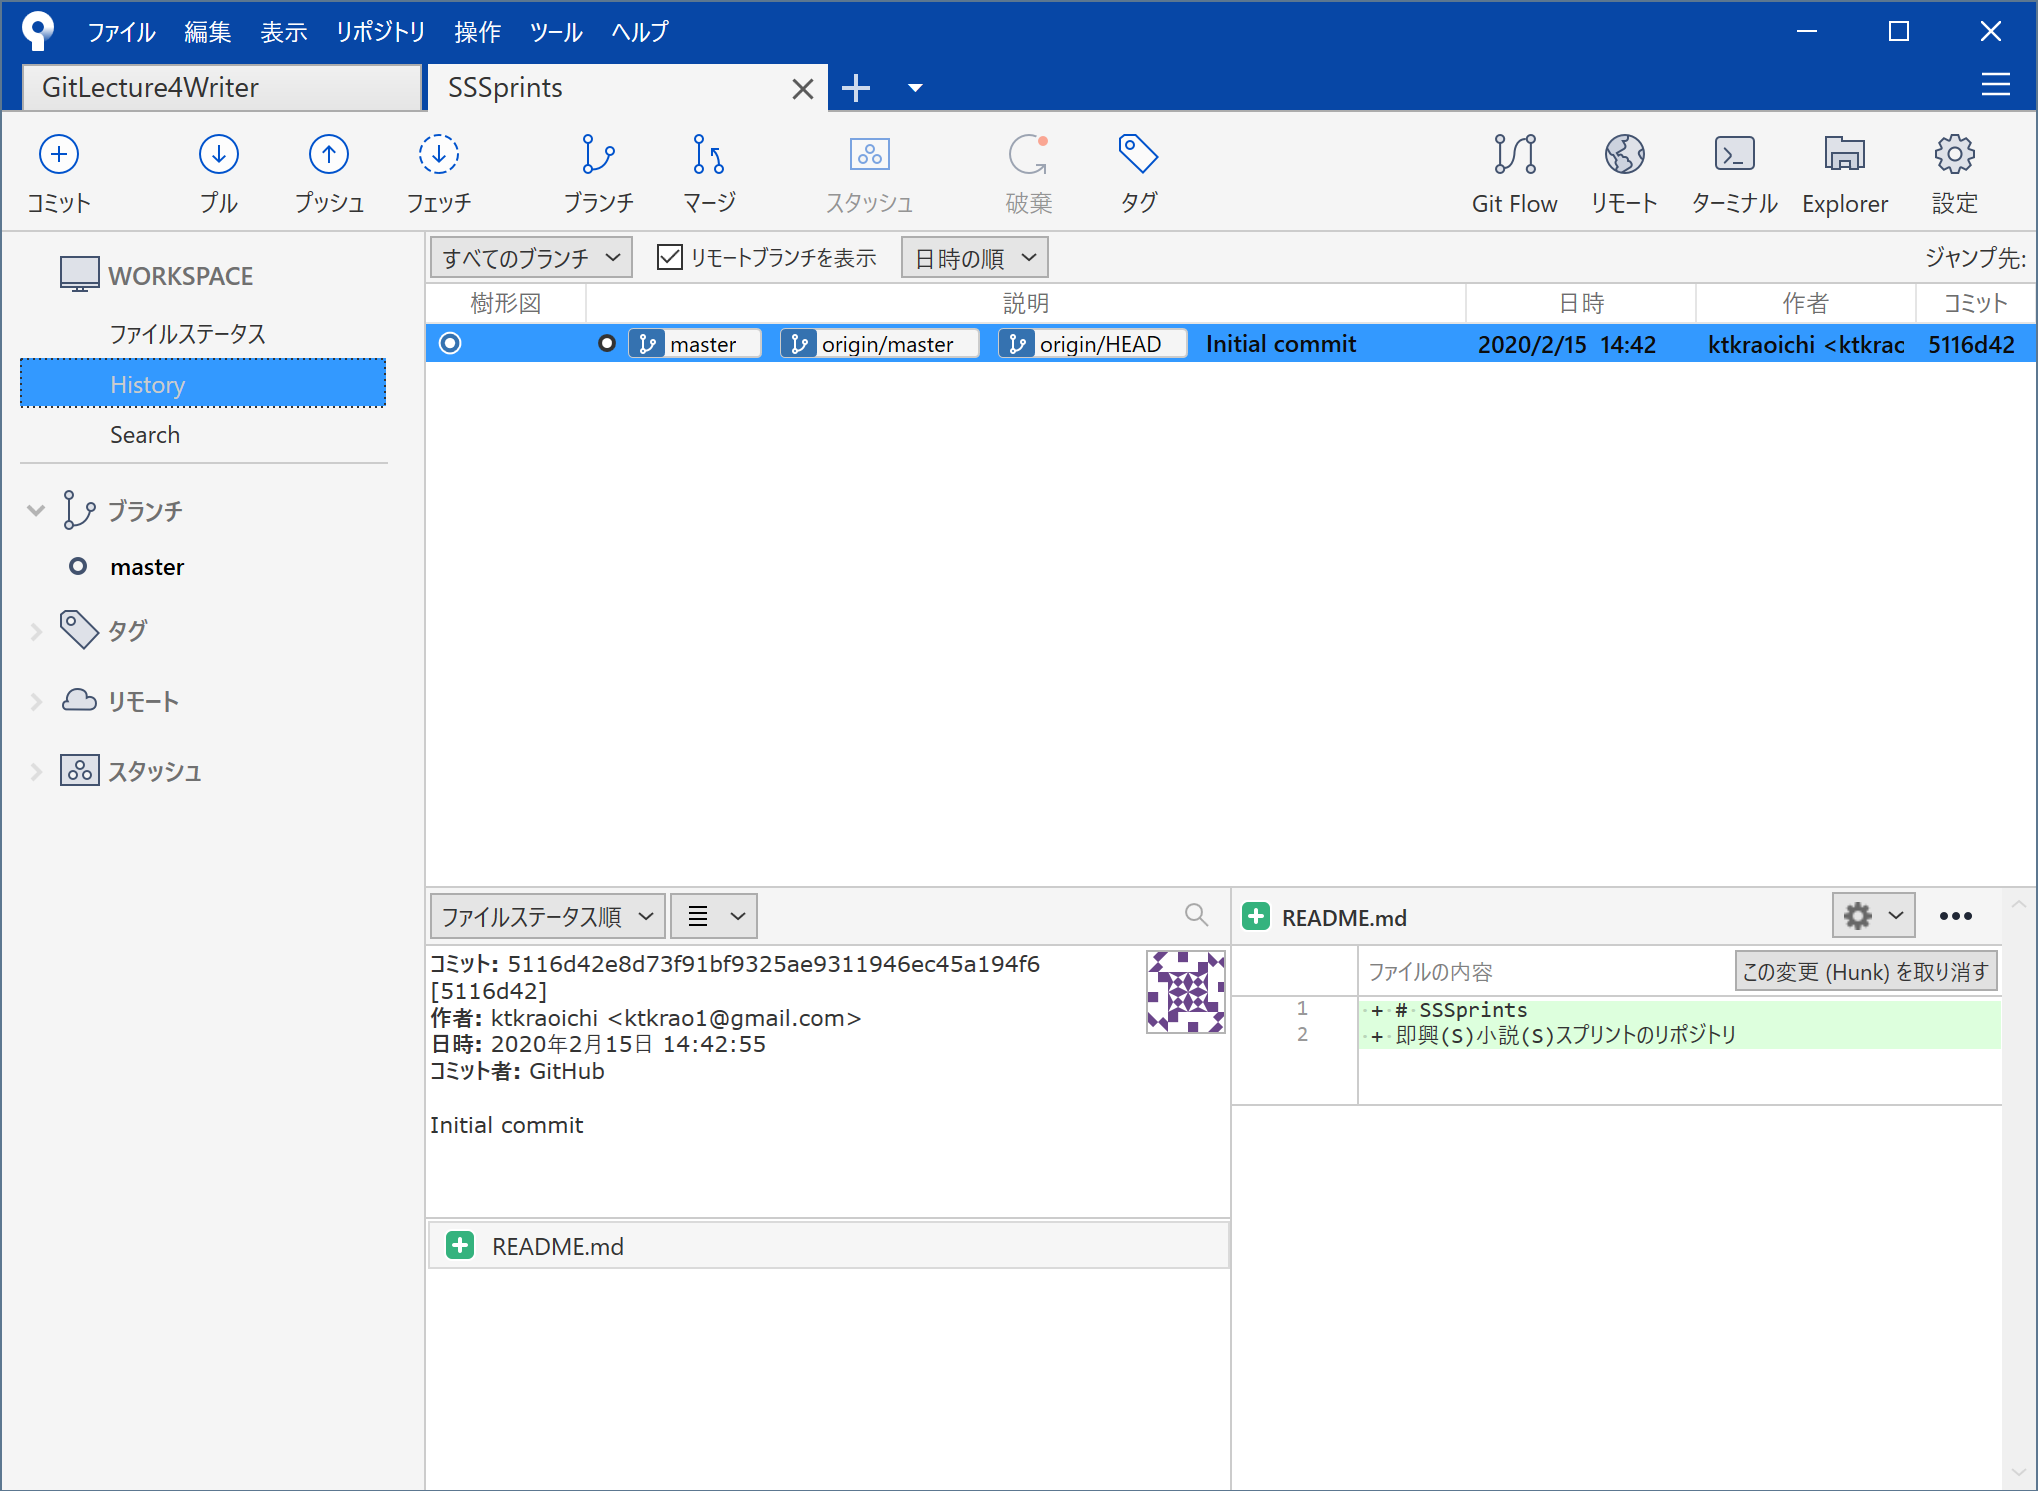 ファイル 編集 表示 リポジトリ 操作 ツール ヘルプ
GitLecture4Writer
SSSprints
コミット プル プッシュ フェッチ ブランチ マージ スタッシュ 破棄 タグ Git Flow リモート ターミナル Explorer 設定
WORKSPACE
ファイルステータス
History
Search
ブランチ
master
タグ
リモート
スタッシュ
すべてのブランチ リモートブランチを表示 日時の順 ジャンプ先:
樹形図 説明 日時 作者 コミット
master origin/master origin/HEAD Initial commit 2020/2/15 14:42 ktkraoichi <ktkrao 5116d42
ファイルステータス順
コミット: 5116d42e8d73f91bf9325ae9311946ec45a194f6
[5116d42]
作者: ktkraoichi <ktkrao1@gmail.com>
日時: 2020年2月15日 14:42:55
コミット者: GitHub
Initial commit
README.md
README.md
ファイルの内容 この変更 (Hunk) を取り消す
1 + # SSSprints
2 + 即興(S)小説(S)スプリントのリポジトリ